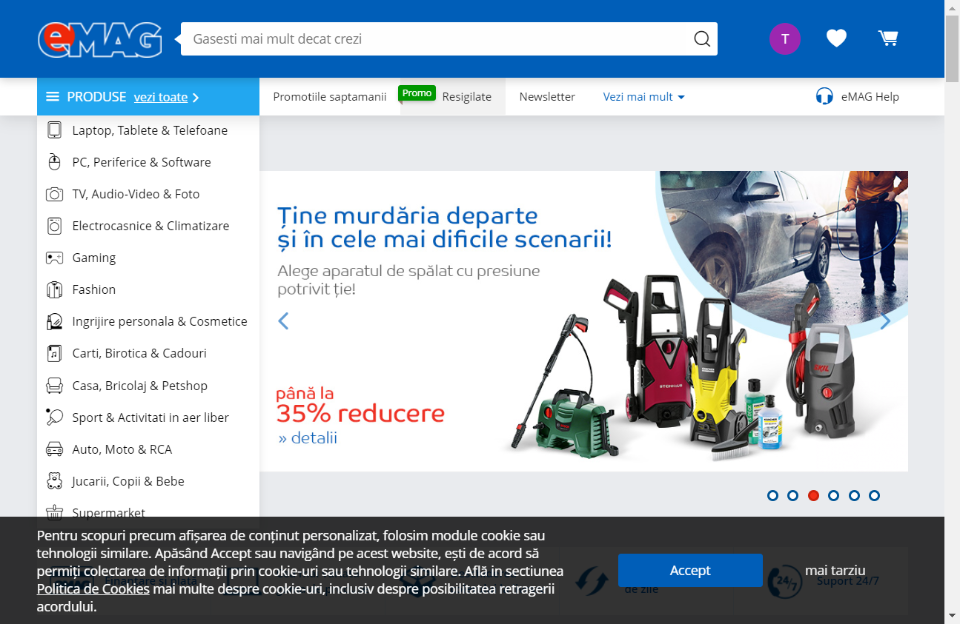 eMAG
Gasesti mai mult decat crezi
T
PRODUSE vezi toate
Promotiile saptamanii
Promo
Resigilate
Newsletter
Vezi mai mult
eMAG Help
Laptop, Tablete & Telefoane
PC, Periferice & Software
TV, Audio-Video & Foto
Electrocasnice & Climatizare
Gaming
Fashion
Ingrijire personala & Cosmetice
Carti, Birotica & Cadouri
Casa, Bricolaj & Petshop
Sport & Activitati in aer liber
Auto, Moto & RCA
Jucarii, Copii & Bebe
Supermarket
Ține murdăria departe
și în cele mai dificile scenarii!
Alege aparatul de spălat cu presiune
potrivit ție!
până la
35% reducere
» detalii
Pentru scopuri precum afișarea de conținut personalizat, folosim module cookie sau
tehnologii similare. Apăsând Accept sau navigând pe acest website, ești de acord să
permiți colectarea de informații prin cookie-uri sau tehnologii similare. Află in sectiunea
Politica de Cookies mai multe despre cookie-uri, inclusiv despre posibilitatea retragerii
acordului.
Accept
mai tarziu
de zile
24/7
Suport 24/7